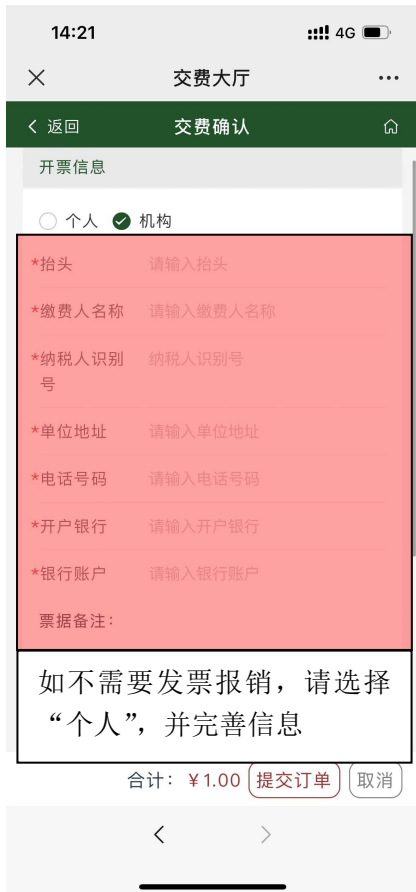 14:21
4G
交费大厅
返回
交费确认
开票信息
个人 机构
*抬头 请输入抬头
*缴费人名称 请输入缴费人名称
*纳税人识别 纳税人识别号
号
*单位地址 请输入单位地址
*电话号码 请输入电话号码
*开户银行 请输入开户银行
*银行账户 请输入银行账户
票据备注:
如不需要发票报销，请选择
“个人”，并完善信息
合计: ¥1.00 提交订单 取消